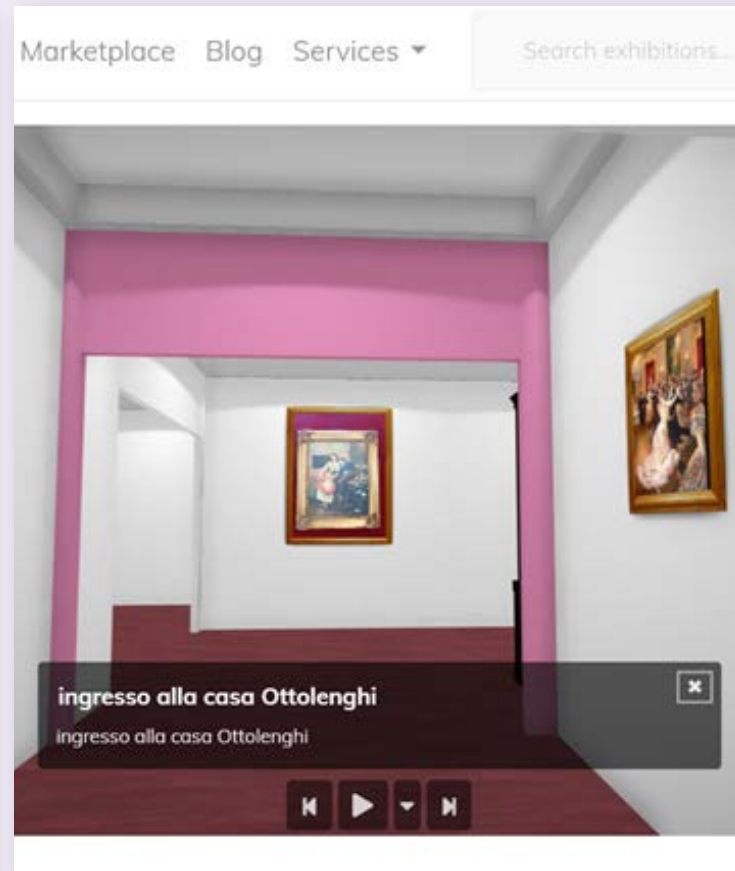 Marketplace Blog Services
Search exhibitions...
ingresso alla casa Ottolenghi
ingresso alla casa Ottolenghi